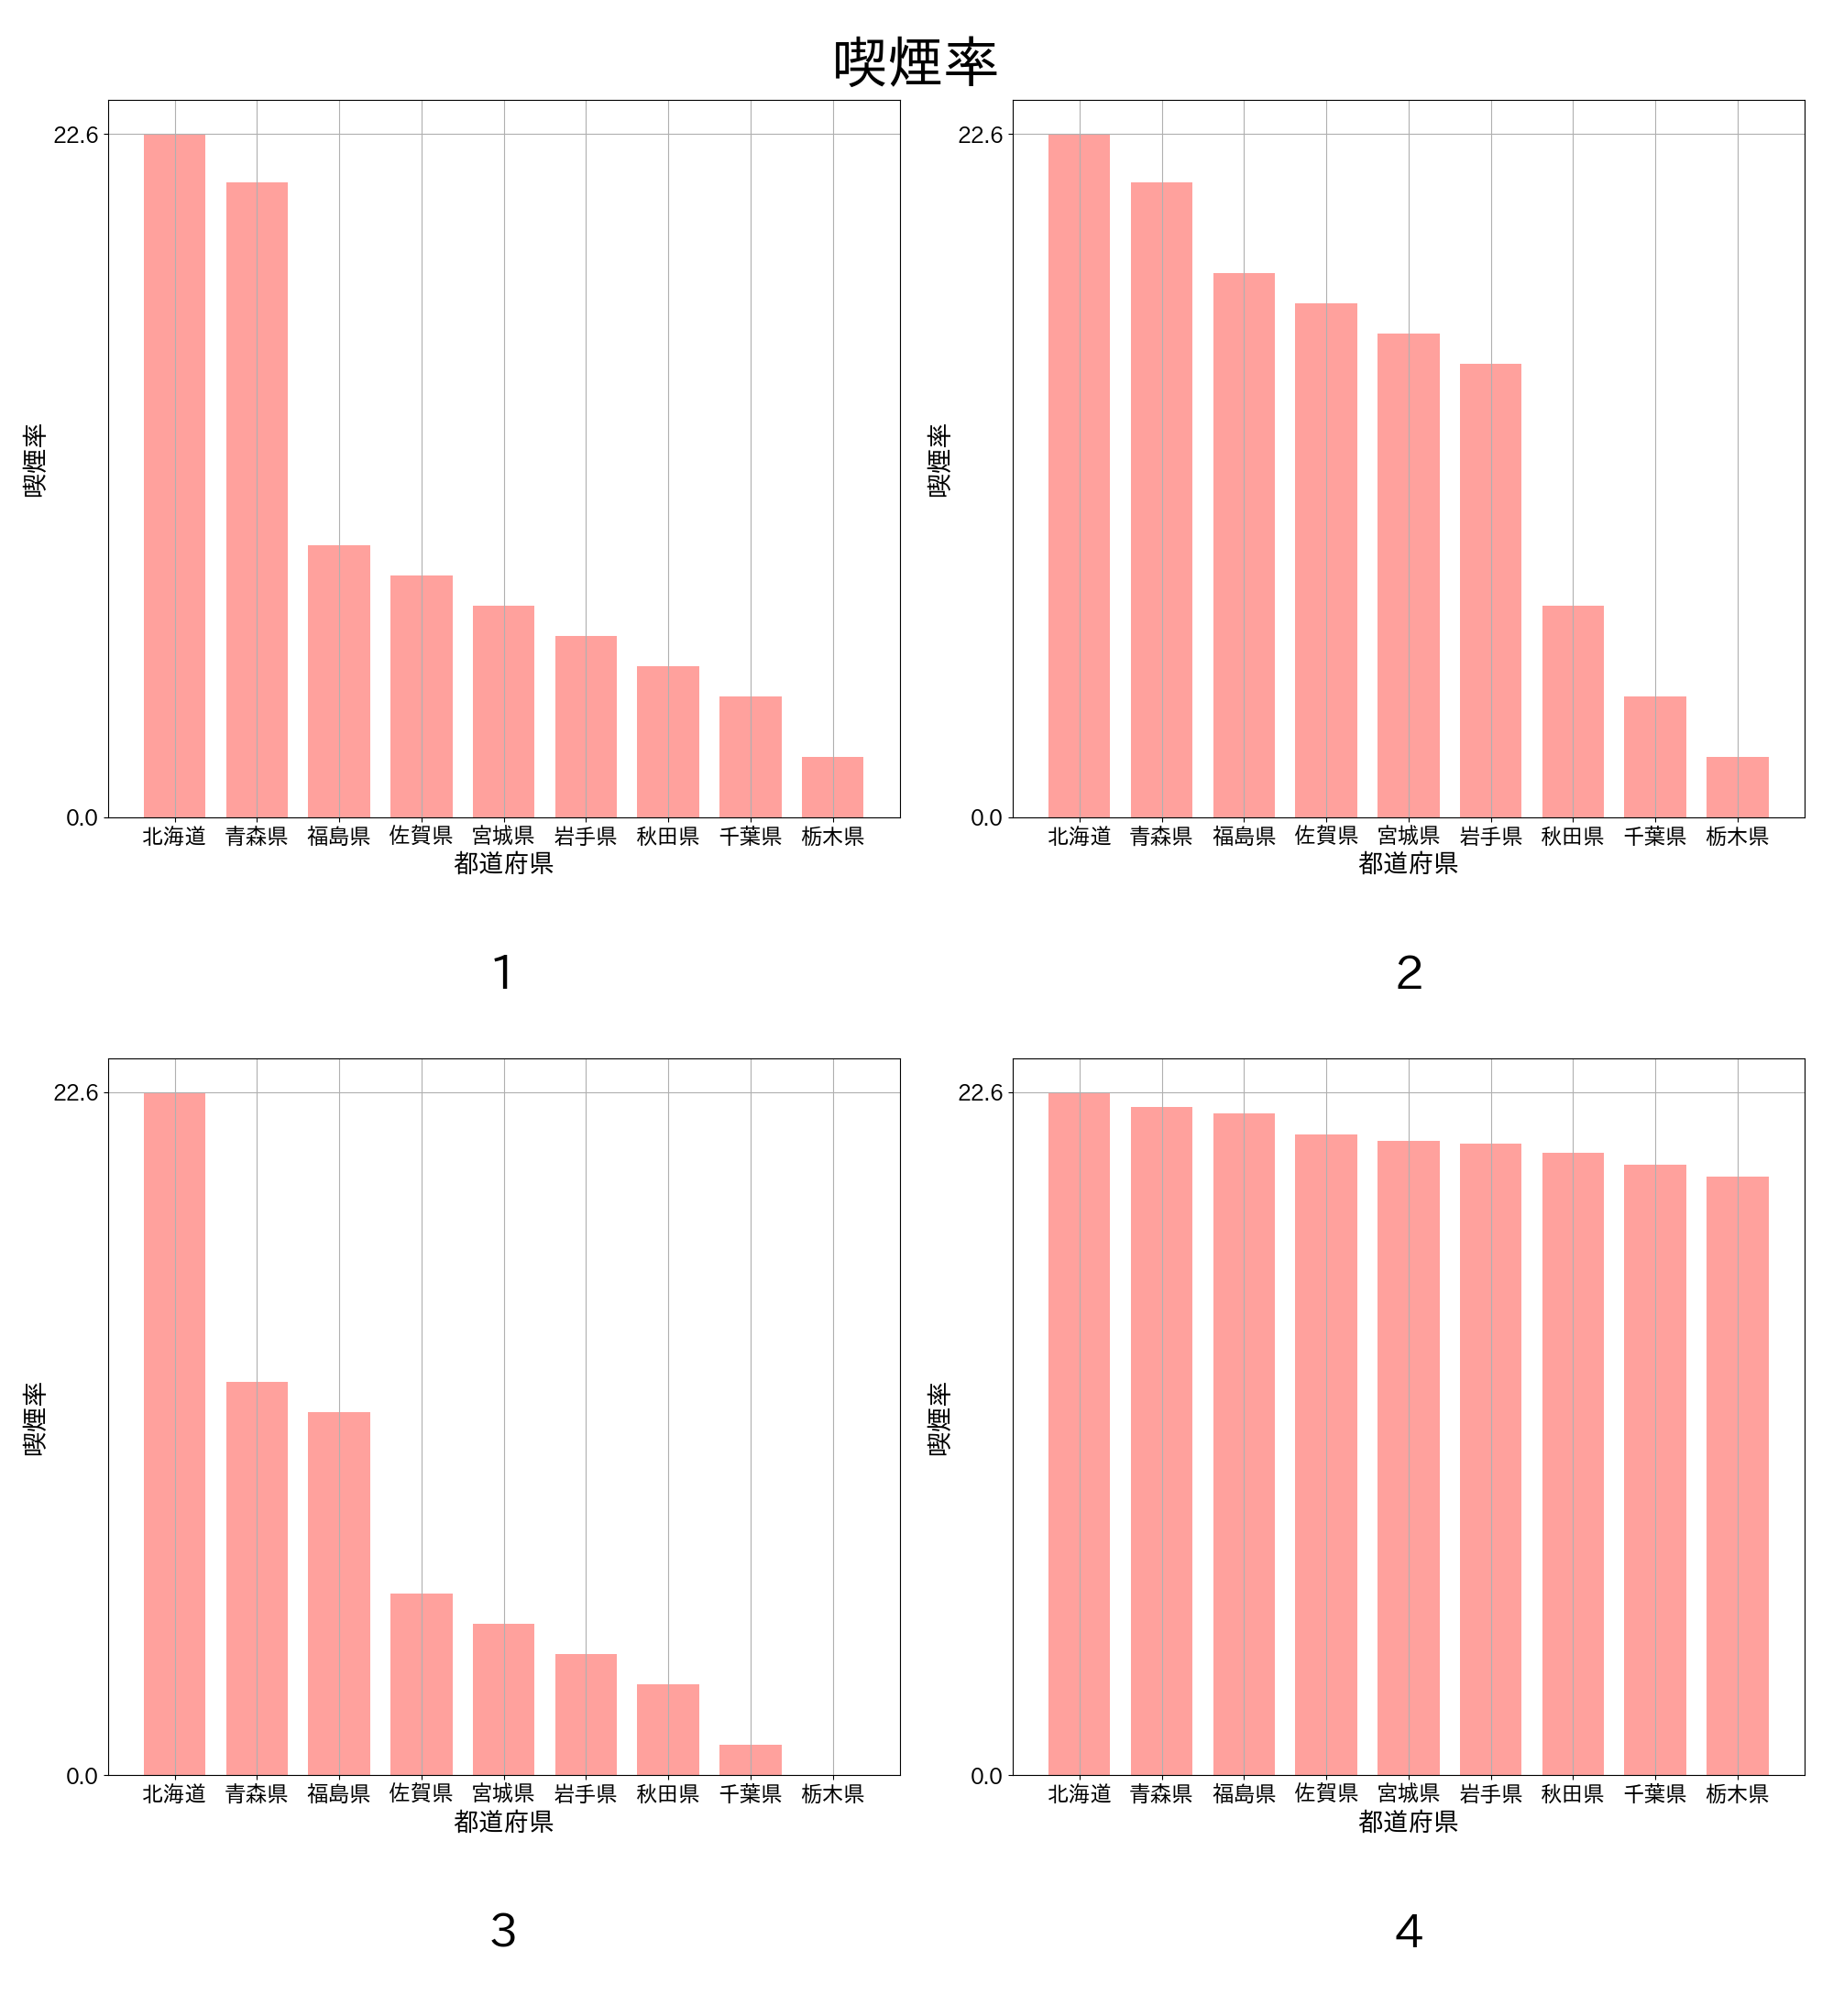 喫煙率
22.6
喫煙率
0.0
北海道 青森県 福島県 佐賀県 宮城県 岩手県 秋田県 千葉県 栃木県
都道府県
1
22.6
喫煙率
0.0
北海道 青森県 福島県 佐賀県 宮城県 岩手県 秋田県 千葉県 栃木県
都道府県
2
22.6
喫煙率
0.0
北海道 青森県 福島県 佐賀県 宮城県 岩手県 秋田県 千葉県 栃木県
都道府県
3
22.6
喫煙率
0.0
北海道 青森県 福島県 佐賀県 宮城県 岩手県 秋田県 千葉県 栃木県
都道府県
4